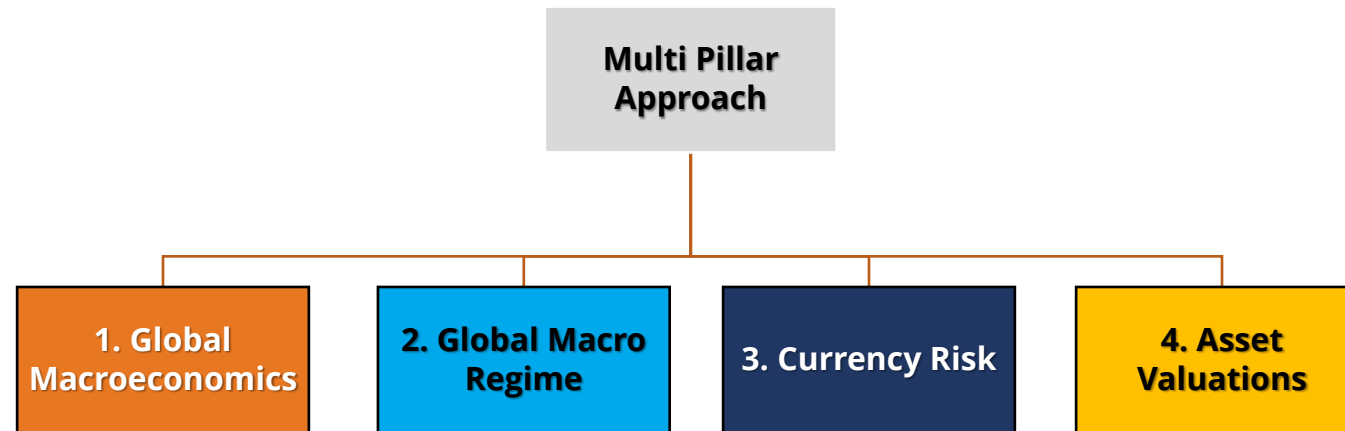 Multi Pillar
Approach
1. Global
Macroeconomics
2. Global Macro
Regime
3. Currency Risk
4. Asset
Valuations